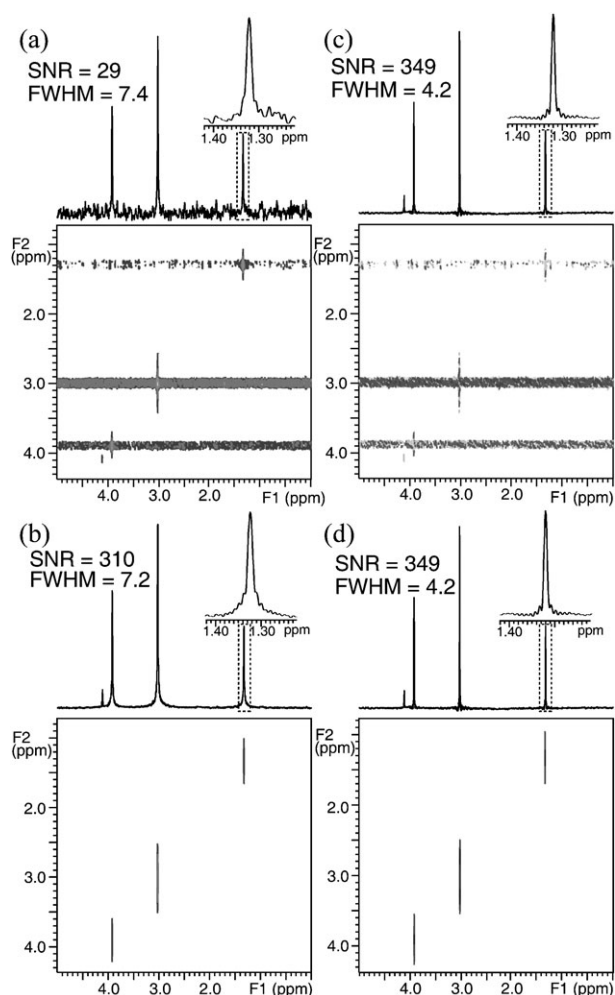 (a)
SNR = 29
FWHM = 7.4
1.40 1.30 ppm
F2
(ppm)
2.0
3.0
4.0
4.0 3.0 2.0 F1 (ppm)
(c)
SNR = 349
FWHM = 4.2
1.40 1.30 ppm
F2
(ppm)
2.0
3.0
4.0
4.0 3.0 2.0 F1 (ppm)
(b)
SNR = 310
FWHM = 7.2
1.40 1.30 ppm
F2
(ppm)
2.0
3.0
4.0
4.0 3.0 2.0 F1 (ppm)
(d)
SNR = 349
FWHM = 4.2
1.40 ppm
F2
(ppm)
2.0
3.0
4.0
4.0 3.0 2.0 F1 (ppm)